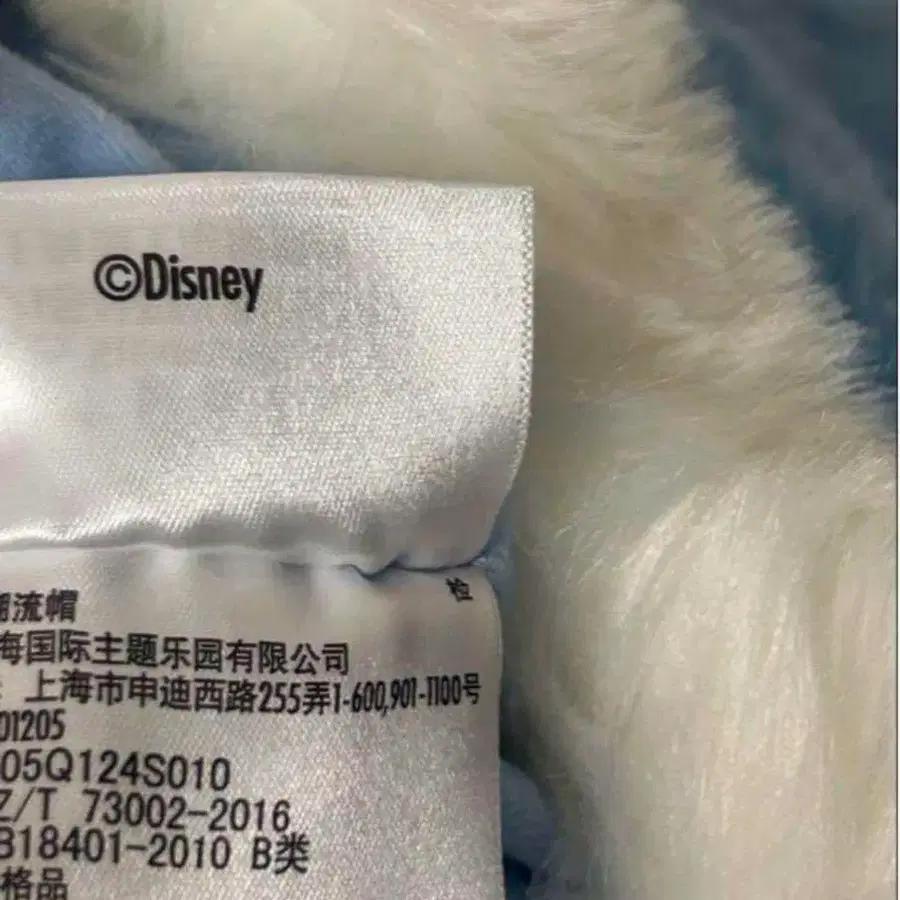 ©Disney
检
流帽
海国际主题乐园有限公司
上海市申迪西路255弄1-600,901-1100号
01205
05Q124S010
Z/T 73002-2016
B18401-2010 B类
格品